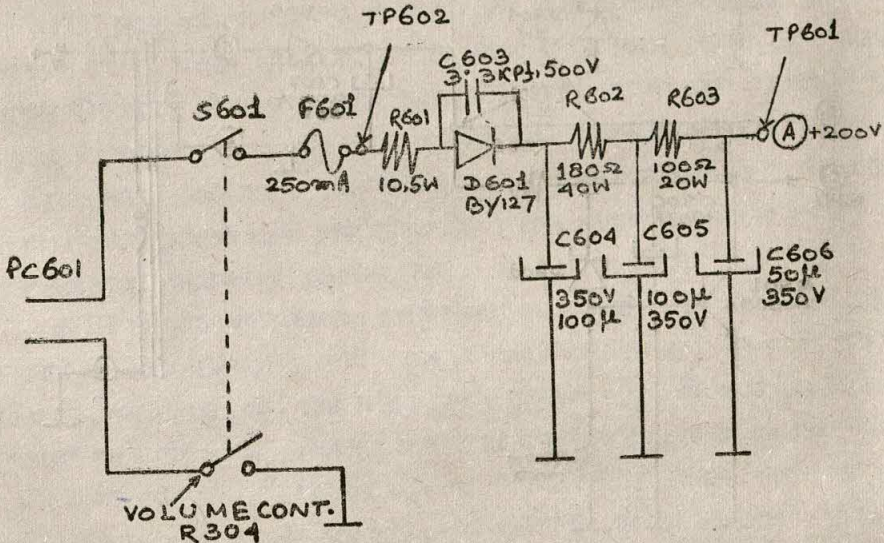 TP602
TP601
C603
3.3KPf,500V
S601
F601
R601
R602
R603
A
+200V
250mA
10,5W
D601
BY127
180Ω
40W
100Ω
20W
PC601
C604
350V
100µ
C605
100µ
350V
C606
50µ
350V
VOLUME CONT.
R304